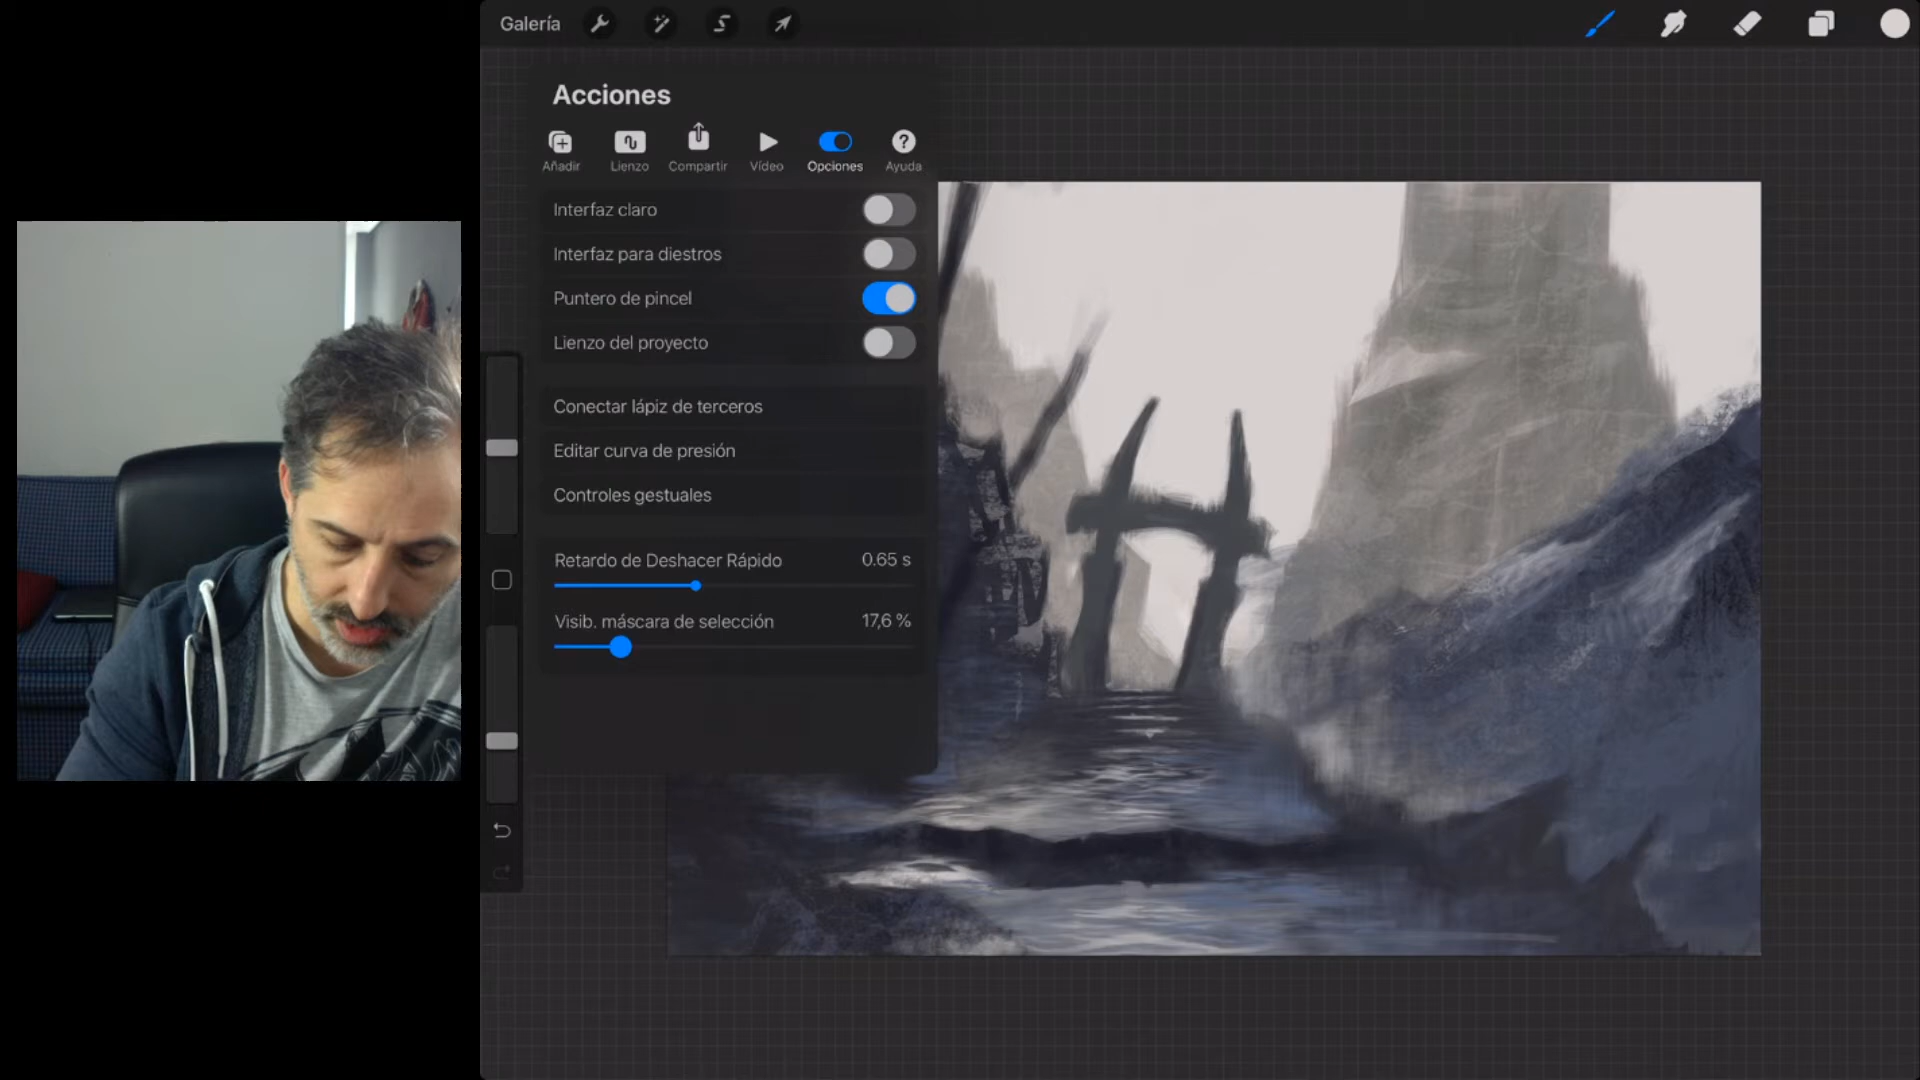 Galería
Acciones
Añadir
Lienzo
Compartir
Vídeo
Opciones
Ayuda
Interfaz claro
Interfaz para diestros
Puntero de pincel
Lienzo del proyecto
Conectar lápiz de terceros
Editar curva de presión
Controles gestuales
Retardo de Deshacer Rápido 0.65 s
Visib. máscara de selección 17,6 %